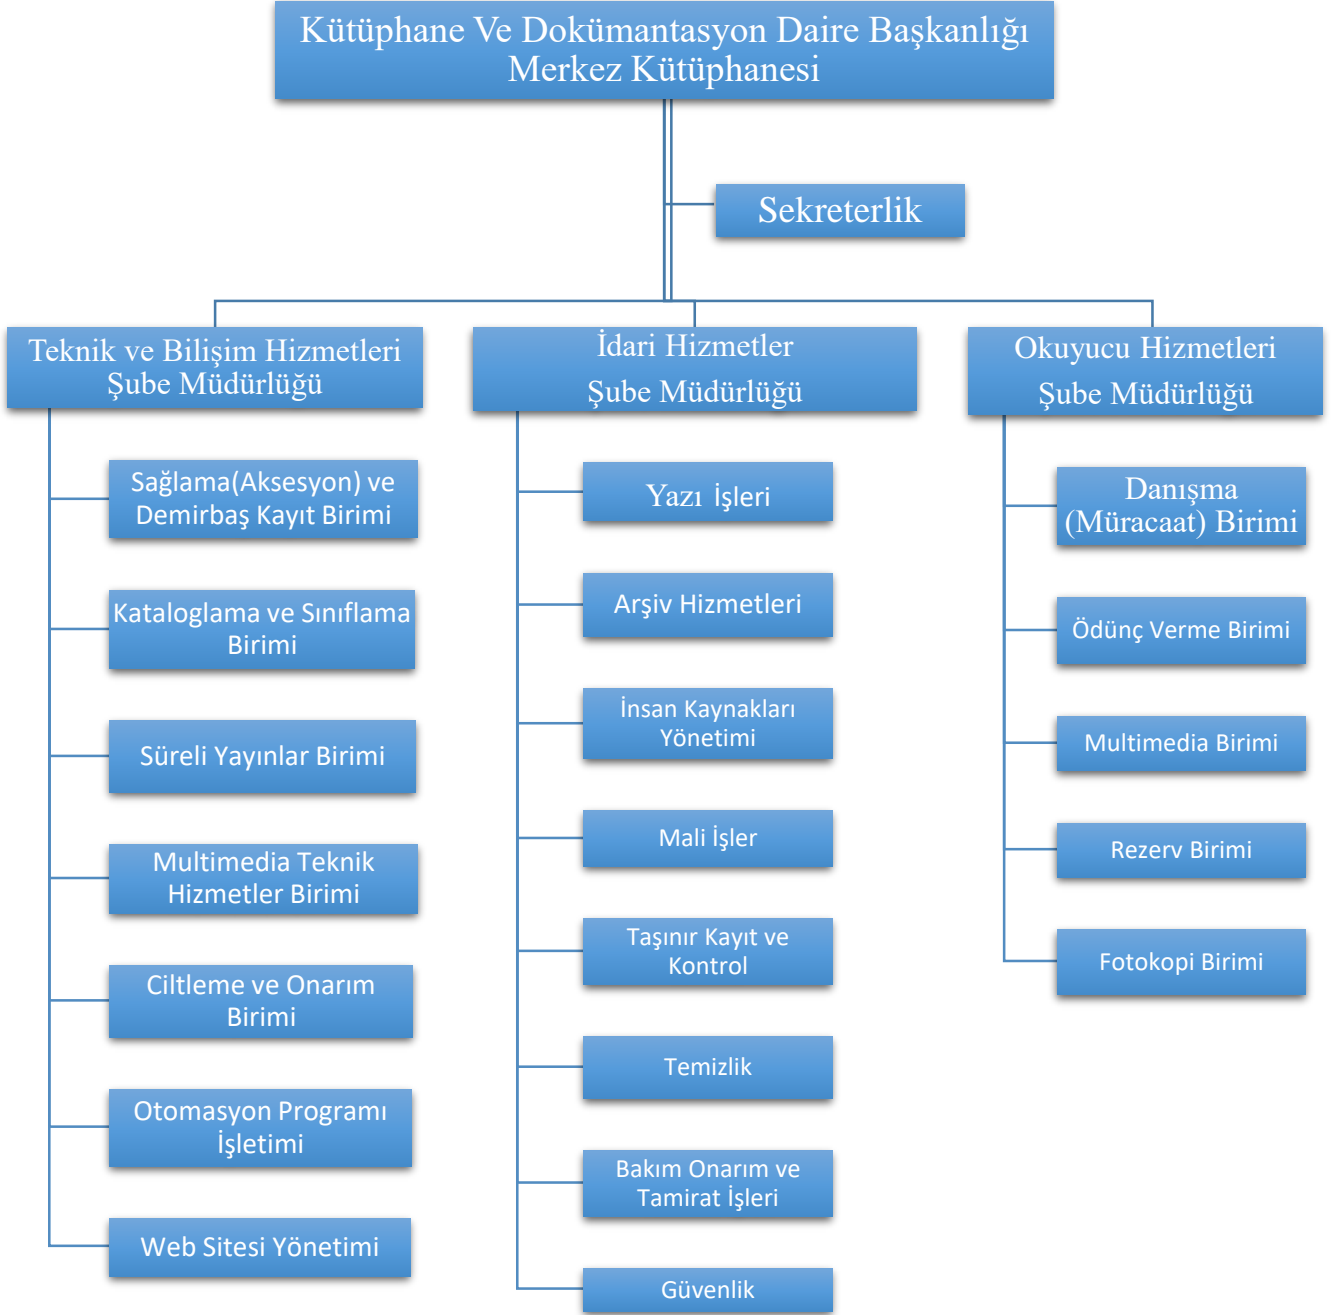 Kütüphane Ve Dokümantasyon Daire Başkanlığı
Merkez Kütüphanesi
Sekreterlik
Teknik ve Bilişim Hizmetleri
Şube Müdürlüğü
Sağlama(Aksesyon) ve
Demirbaş Kayıt Birimi
Kataloglama ve Sınıflama
Birimi
Süreli Yayınlar Birimi
Multimedia Teknik
Hizmetler Birimi
Ciltleme ve Onarım
Birimi
Otomasyon Programı
İşletimi
Web Sitesi Yönetimi
İdari Hizmetler
Şube Müdürlüğü
Yazı İşleri
Arşiv Hizmetleri
İnsan Kaynakları
Yönetimi
Mali İşler
Taşınır Kayıt ve
Kontrol
Temizlik
Bakım Onarım ve
Tamirat İşleri
Güvenlik
Okuyucu Hizmetleri
Şube Müdürlüğü
Danışma
(Müracaat) Birimi
Ödünç Verme Birimi
Multimedia Birimi
Rezerv Birimi
Fotokopi Birimi